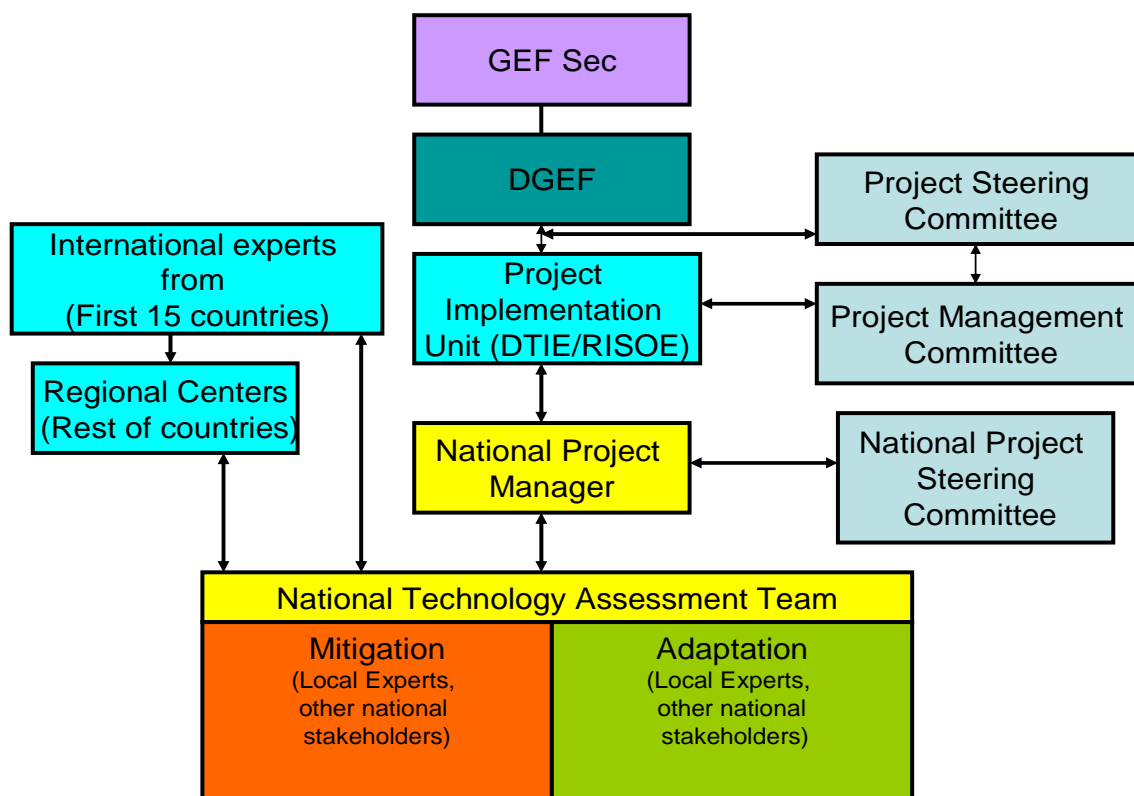 GEF Sec
DGEF
Project Steering
Committee
International experts
from
(First 15 countries)
Project
Implementation
Unit (DTIE/RISOE)
Project Management
Committee
Regional Centers
(Rest of countries)
National Project
Manager
National Project
Steering
Committee
National Technology Assessment Team
Mitigation
(Local Experts,
other national
stakeholders)
Adaptation
(Local Experts,
other national
stakeholders)